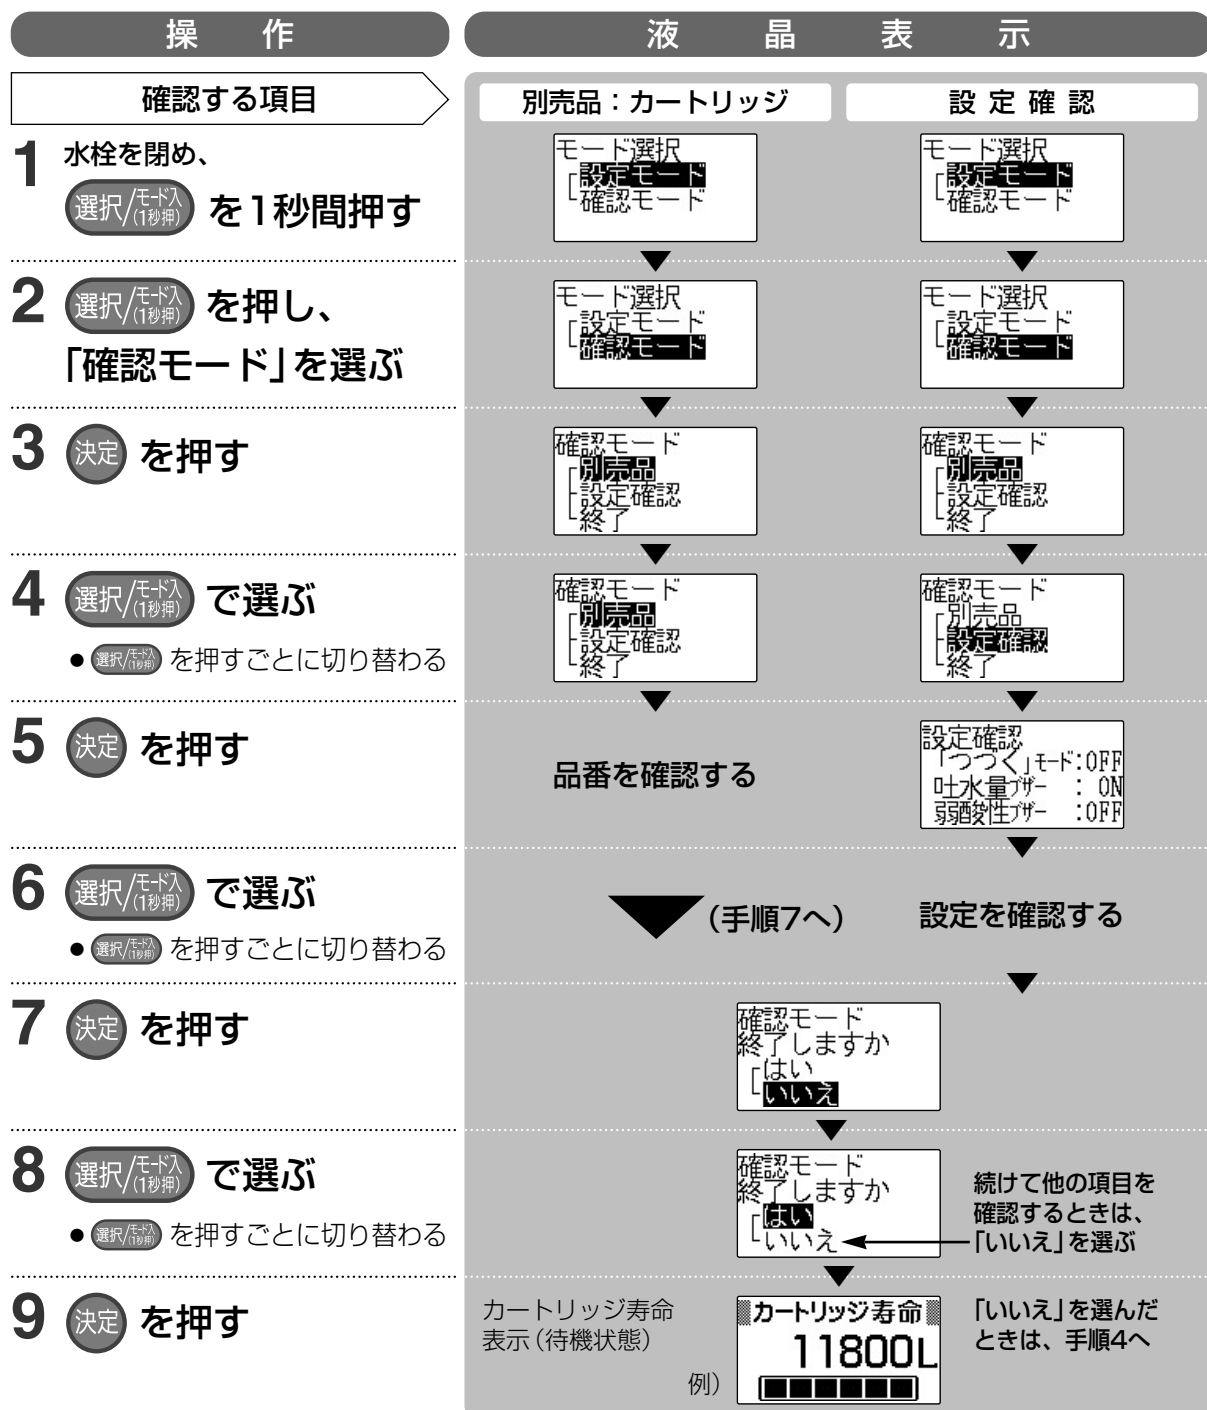 操作
液晶表示
確認する項目
別売品：カートリッジ
設定確認
1 水栓を閉め、
選択/モード入(1秒押) を1秒間押す
モード選択
設定モード
確認モード
モード選択
設定モード
確認モード
2 選択/モード入(1秒押) を押し、
「確認モード」を選ぶ
モード選択
設定モード
確認モード
モード選択
設定モード
確認モード
3 決定 を押す
確認モード
別売品
設定確認
終了
確認モード
別売品
設定確認
終了
4 選択/モード入(1秒押) で選ぶ
● 選択/モード入(1秒押) を押すごとに切り替わる
確認モード
別売品
設定確認
終了
確認モード
別売品
設定確認
終了
5 決定 を押す
品番を確認する
設定確認
「つづく」モード:OFF
吐水量ブザー : ON
弱酸性ブザー :OFF
6 選択/モード入(1秒押) で選ぶ
● 選択/モード入(1秒押) を押すごとに切り替わる
(手順7へ)
設定を確認する
7 決定 を押す
確認モード
終了しますか
はい
いいえ
8 選択/モード入(1秒押) で選ぶ
● 選択/モード入(1秒押) を押すごとに切り替わる
確認モード
終了しますか
はい
いいえ
続けて他の項目を
確認するときは、
「いいえ」を選ぶ
9 決定 を押す
カートリッジ寿命
表示(待機状態)
例)
カートリッジ寿命
11800L
「いいえ」を選んだ
ときは、手順4へ